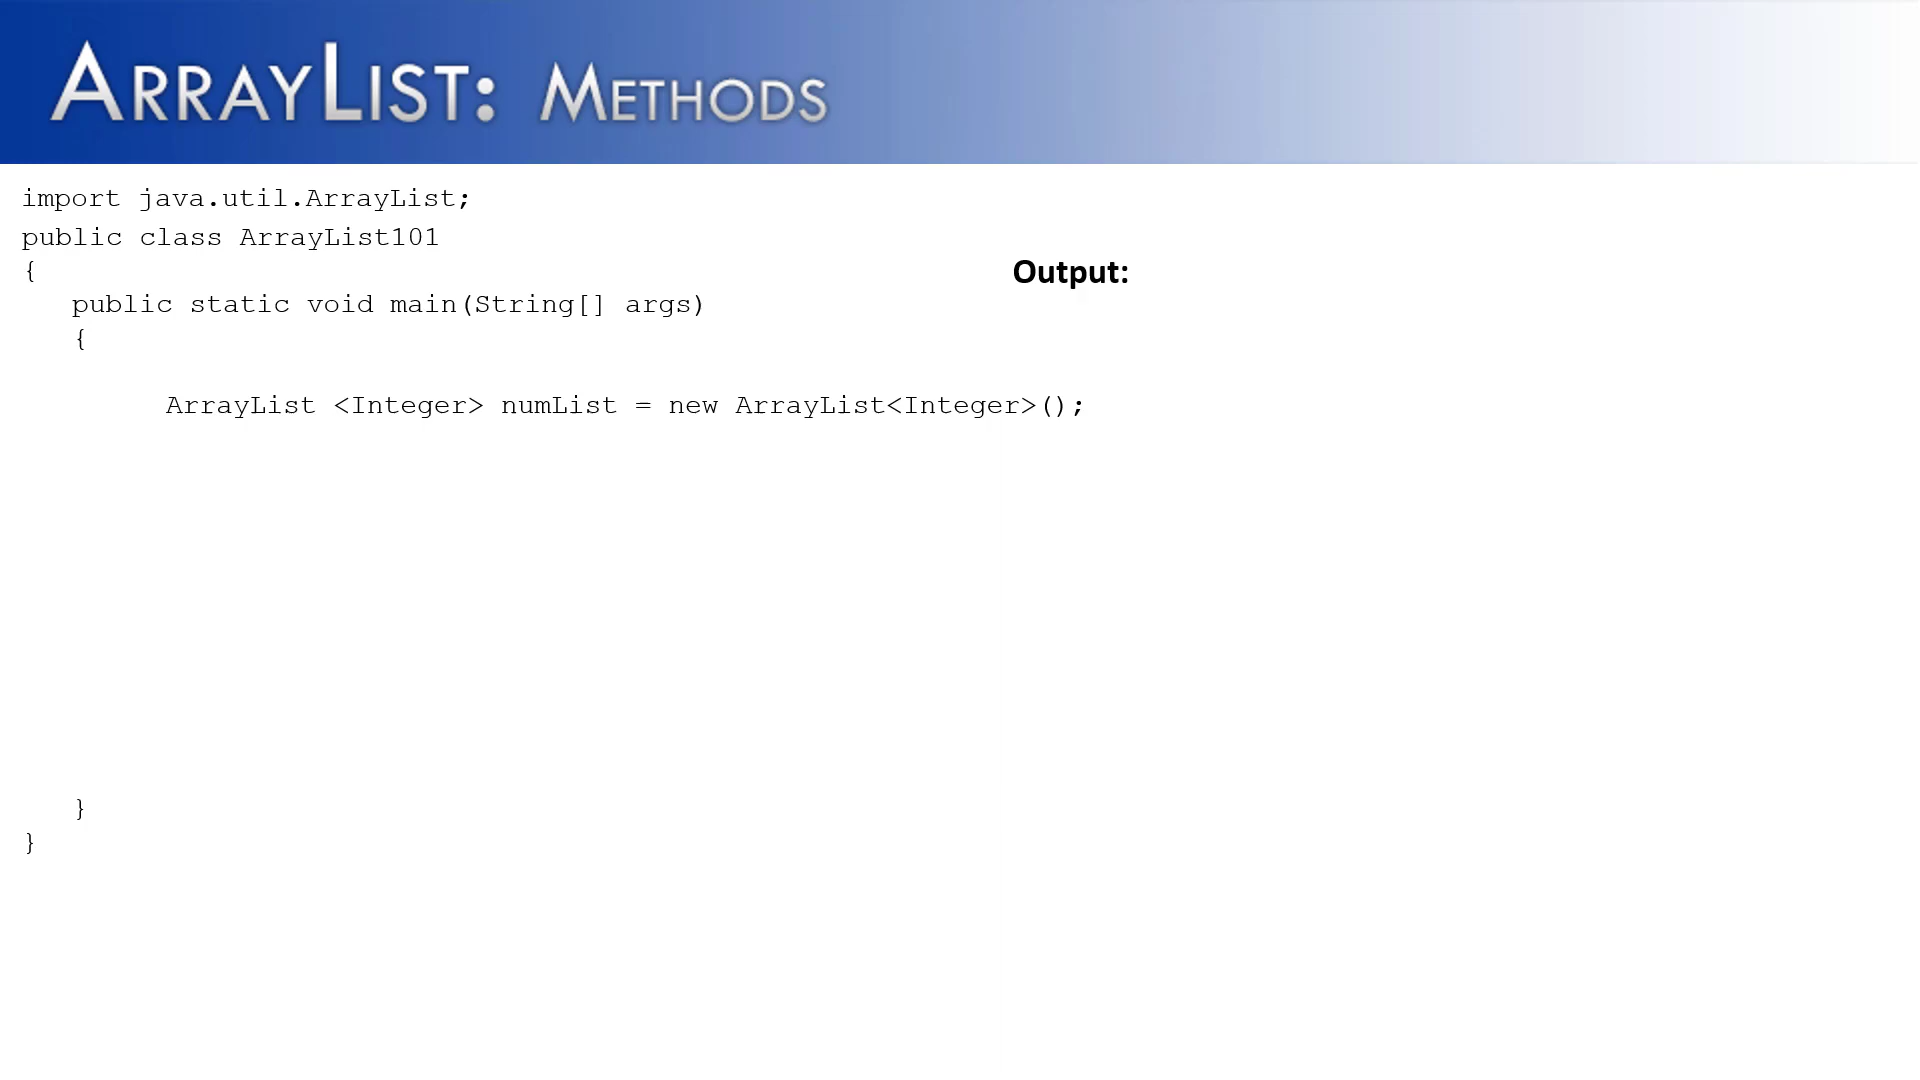 ArrayList: Methods
import java.util.ArrayList;
public class ArrayList101
{
Output:
public static void main(String[] args)
{
ArrayList <Integer> numList = new ArrayList<Integer>();
}
}